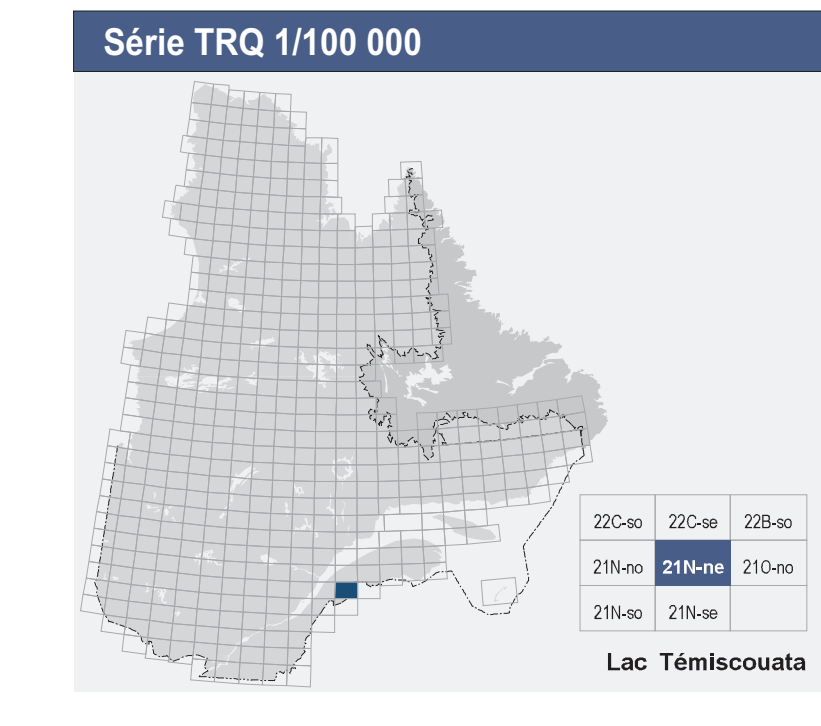 Série TRQ 1/100 000
22C-so 22C-se 22B-so
21N-no 21N-ne 21O-no
21N-so 21N-se
Lac Témiscouata